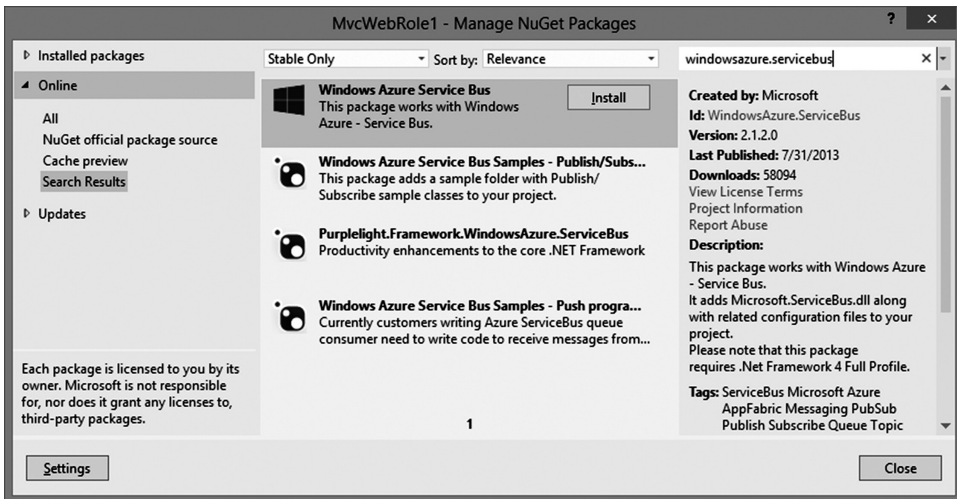 MvcWebRole1 - Manage NuGet Packages
? ×
Installed packages
Online
All
NuGet official package source
Cache preview
Search Results
Updates
Each package is licensed to you by its
owner. Microsoft is not responsible
for, nor does it grant any licenses to,
third-party packages.
Settings
Stable Only
Sort by: Relevance
Windows Azure Service Bus
This package works with Windows
Azure - Service Bus.
Install
Windows Azure Service Bus Samples - Publish/Subs...
This package adds a sample folder with Publish/
Subscribe sample classes to your project.
Purplelight.Framework.WindowsAzure.ServiceBus
Productivity enhancements to the core .NET Framework
Windows Azure Service Bus Samples - Push progra...
Currently customers writing Azure ServiceBus queue
consumer need to write code to receive messages from...
1
windowsazure.servicebus ×
Created by: Microsoft
Id: WindowsAzure.ServiceBus
Version: 2.1.2.0
Last Published: 7/31/2013
Downloads: 58094
View License Terms
Project Information
Report Abuse
Description:
This package works with Windows Azure
- Service Bus.
It adds Microsoft.ServiceBus.dll along
with related configuration files to your
project.
Please note that this package
requires .Net Framework 4 Full Profile.
Tags: ServiceBus Microsoft Azure
AppFabric Messaging PubSub
Publish Subscribe Queue Topic
Close